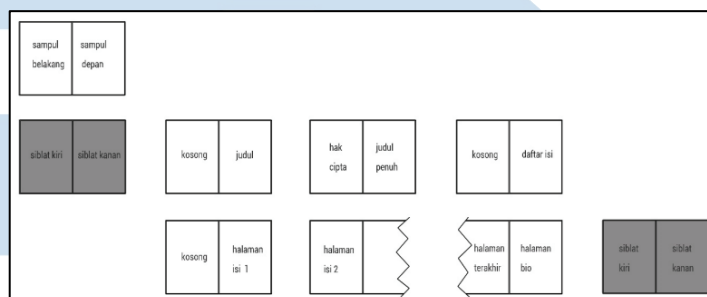 sampul
belakang
sampul
depan
siblat kiri
siblat kanan
kosong
judul
hak
cipta
judul
penuh
kosong
daftar isi
kosong
halaman
isi 1
halaman
isi 2
halaman
terakhir
halaman
bio
siblat
kiri
siblat
kanan